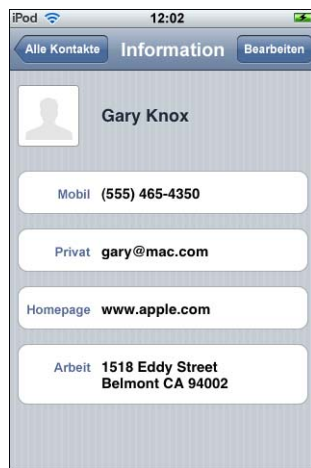 iPod 12:02
Alle Kontakte Information Bearbeiten
Gary Knox
Mobil (555) 465-4350
Privat gary@mac.com
Homepage www.apple.com
Arbeit 1518 Eddy Street
Belmont CA 94002